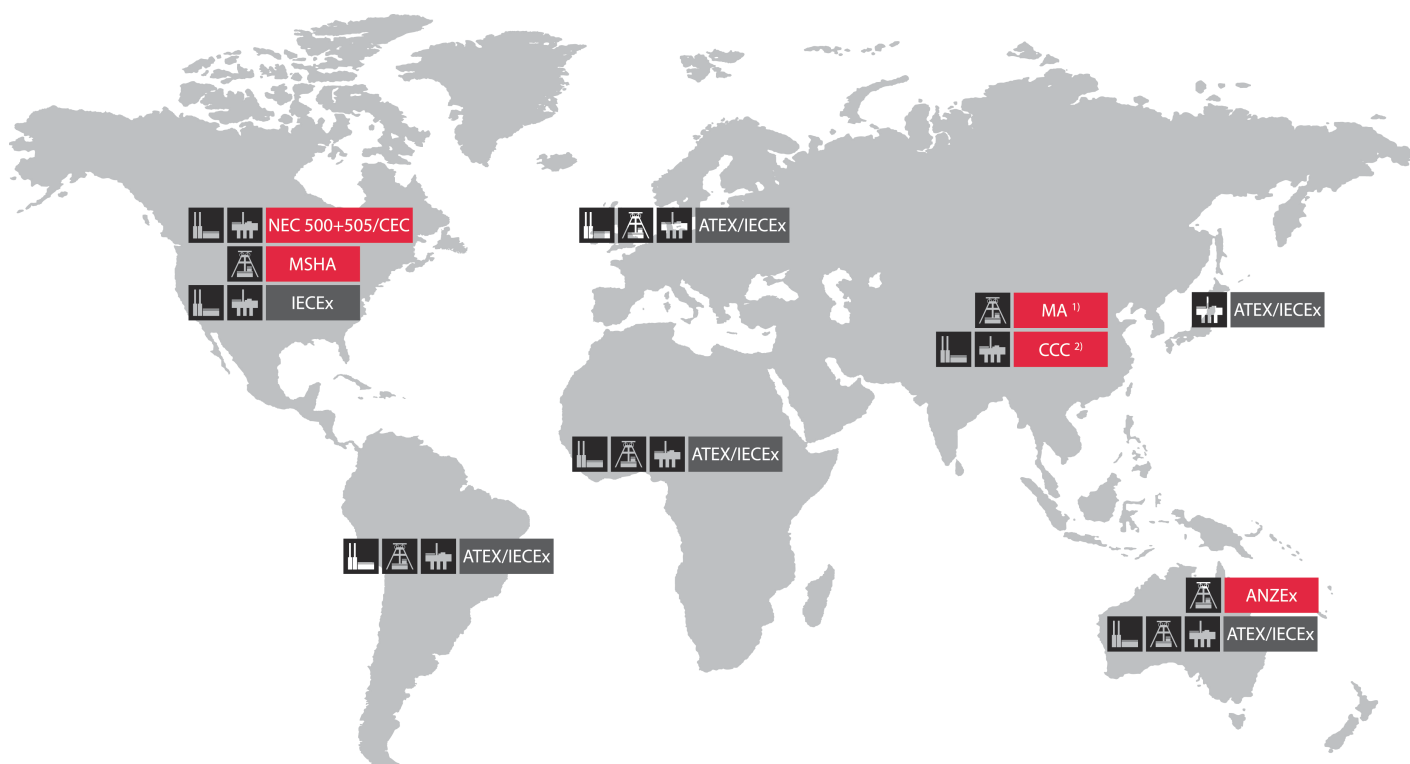 NEC 500+505/CEC
MSHA
IECEx
ATEX/IECEx
MA 1)
CCC 2)
ATEX/IECEx
ATEX/IECEx
ATEX/IECEx
ANZEx
ATEX/IECEx